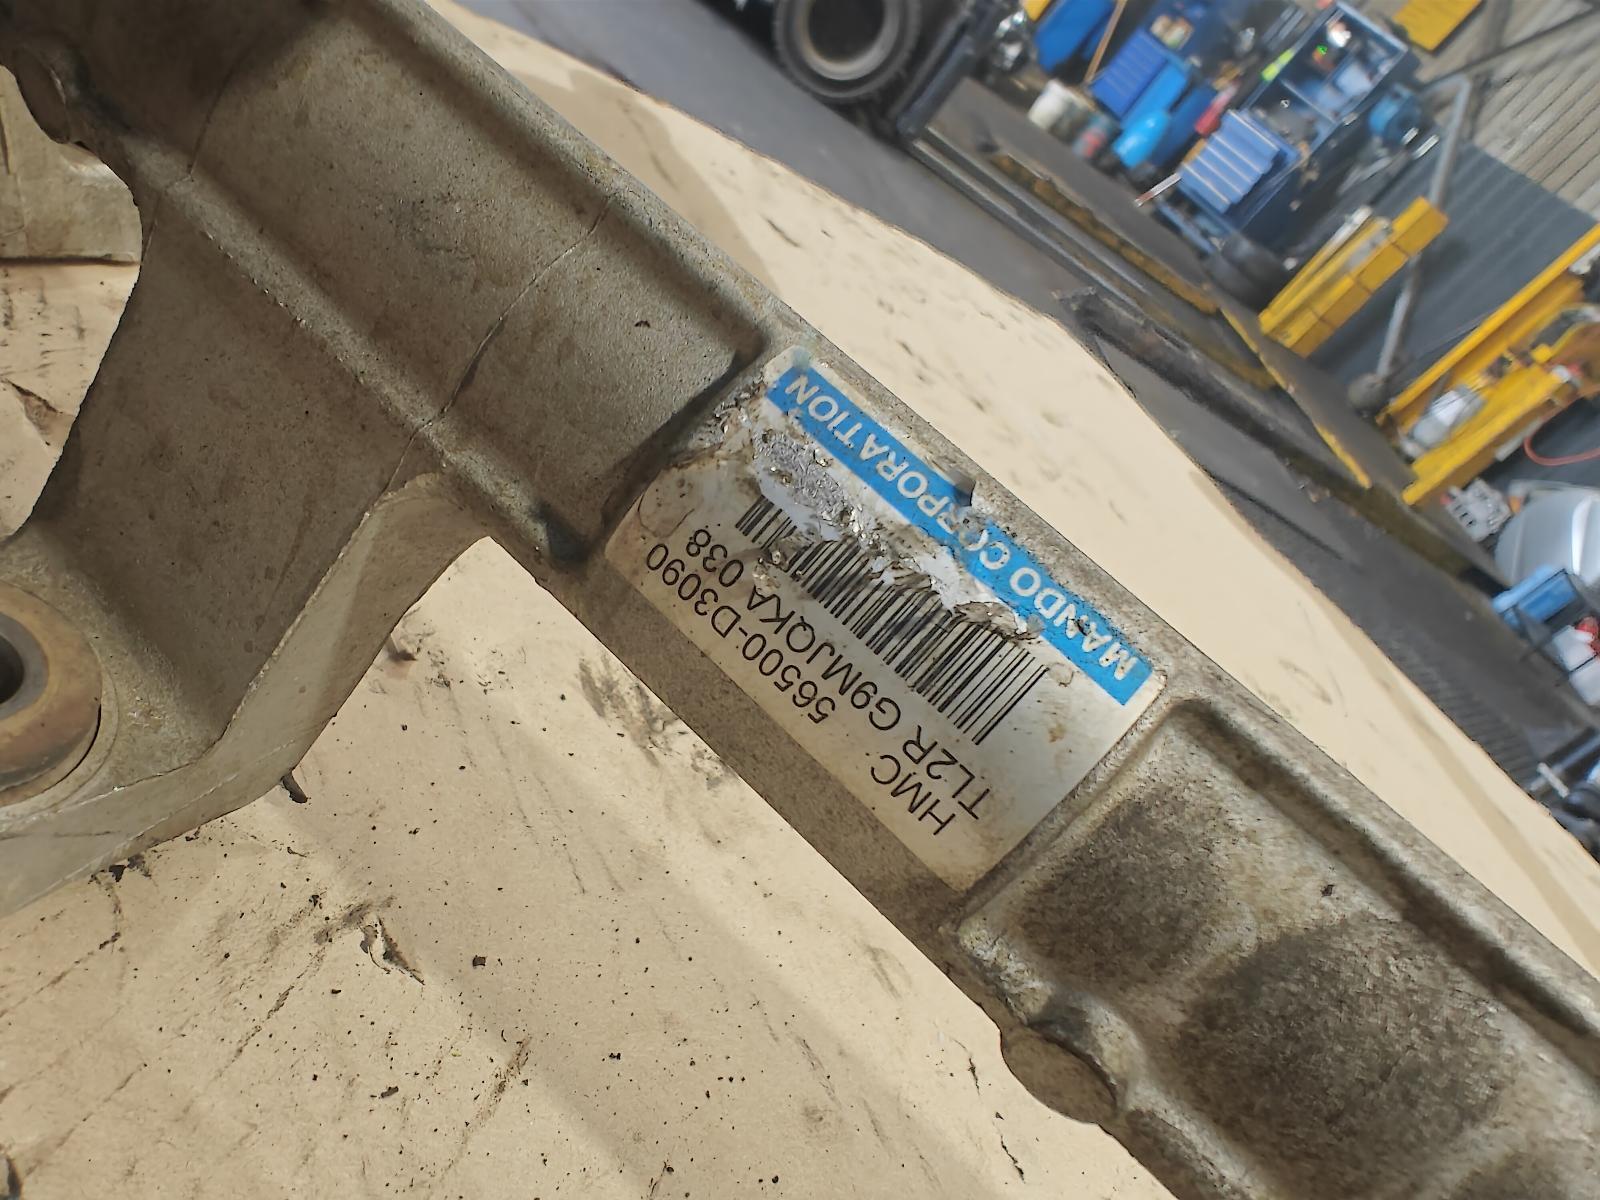 MANDO CORPORATION
HMC 56500-D3090
TL2R G9MJQKA 038